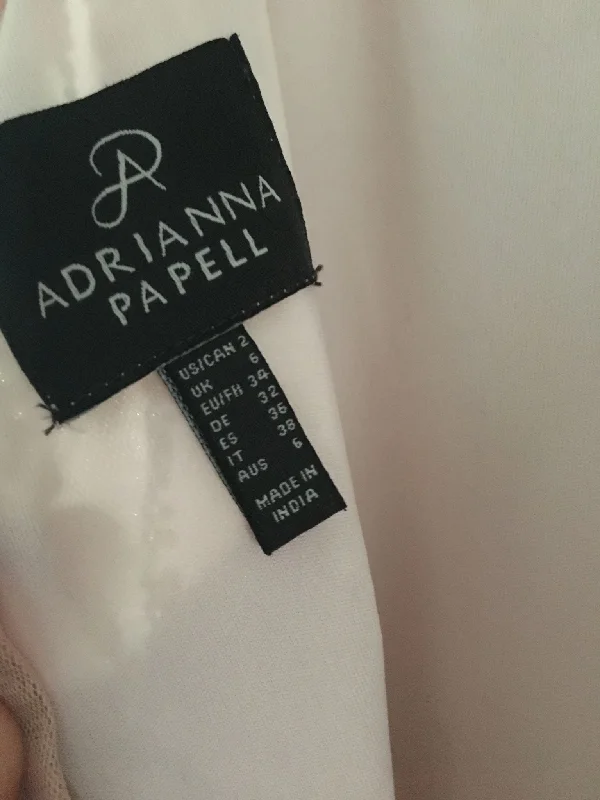 ADRIANNA
PAPELL
US/CAN 2
UK 6
EU/FR 34
DE 32
ES 36
IT 38
AUS 6
MADE IN
INDIA